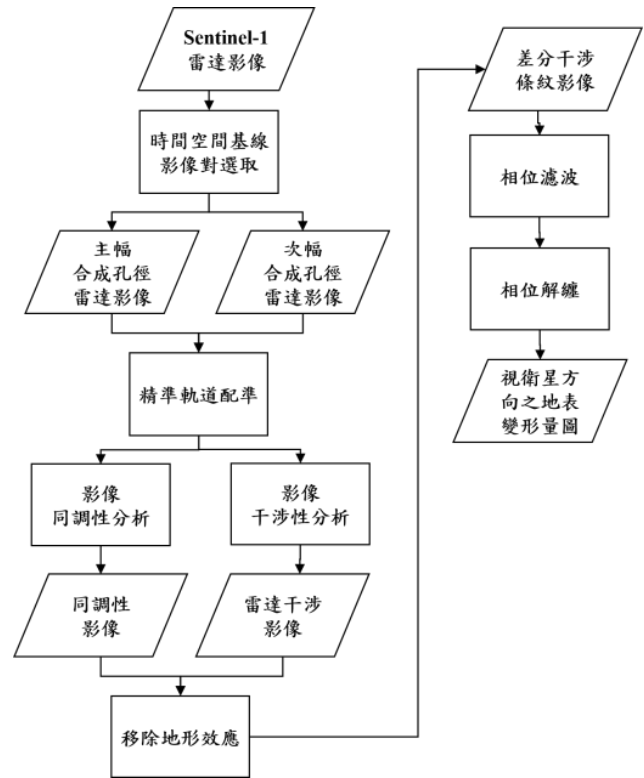 Sentinel-1
雷達影像
時間空間基線
影像對選取
主幅
合成孔徑
雷達影像
次幅
合成孔徑
雷達影像
精準軌道配準
影像
同調性分析
影像
干涉性分析
同調性
影像
雷達干涉
影像
移除地形效應
差分干涉
條紋影像
相位濾波
相位解纏
視衛星方
向之地表
變形量圖